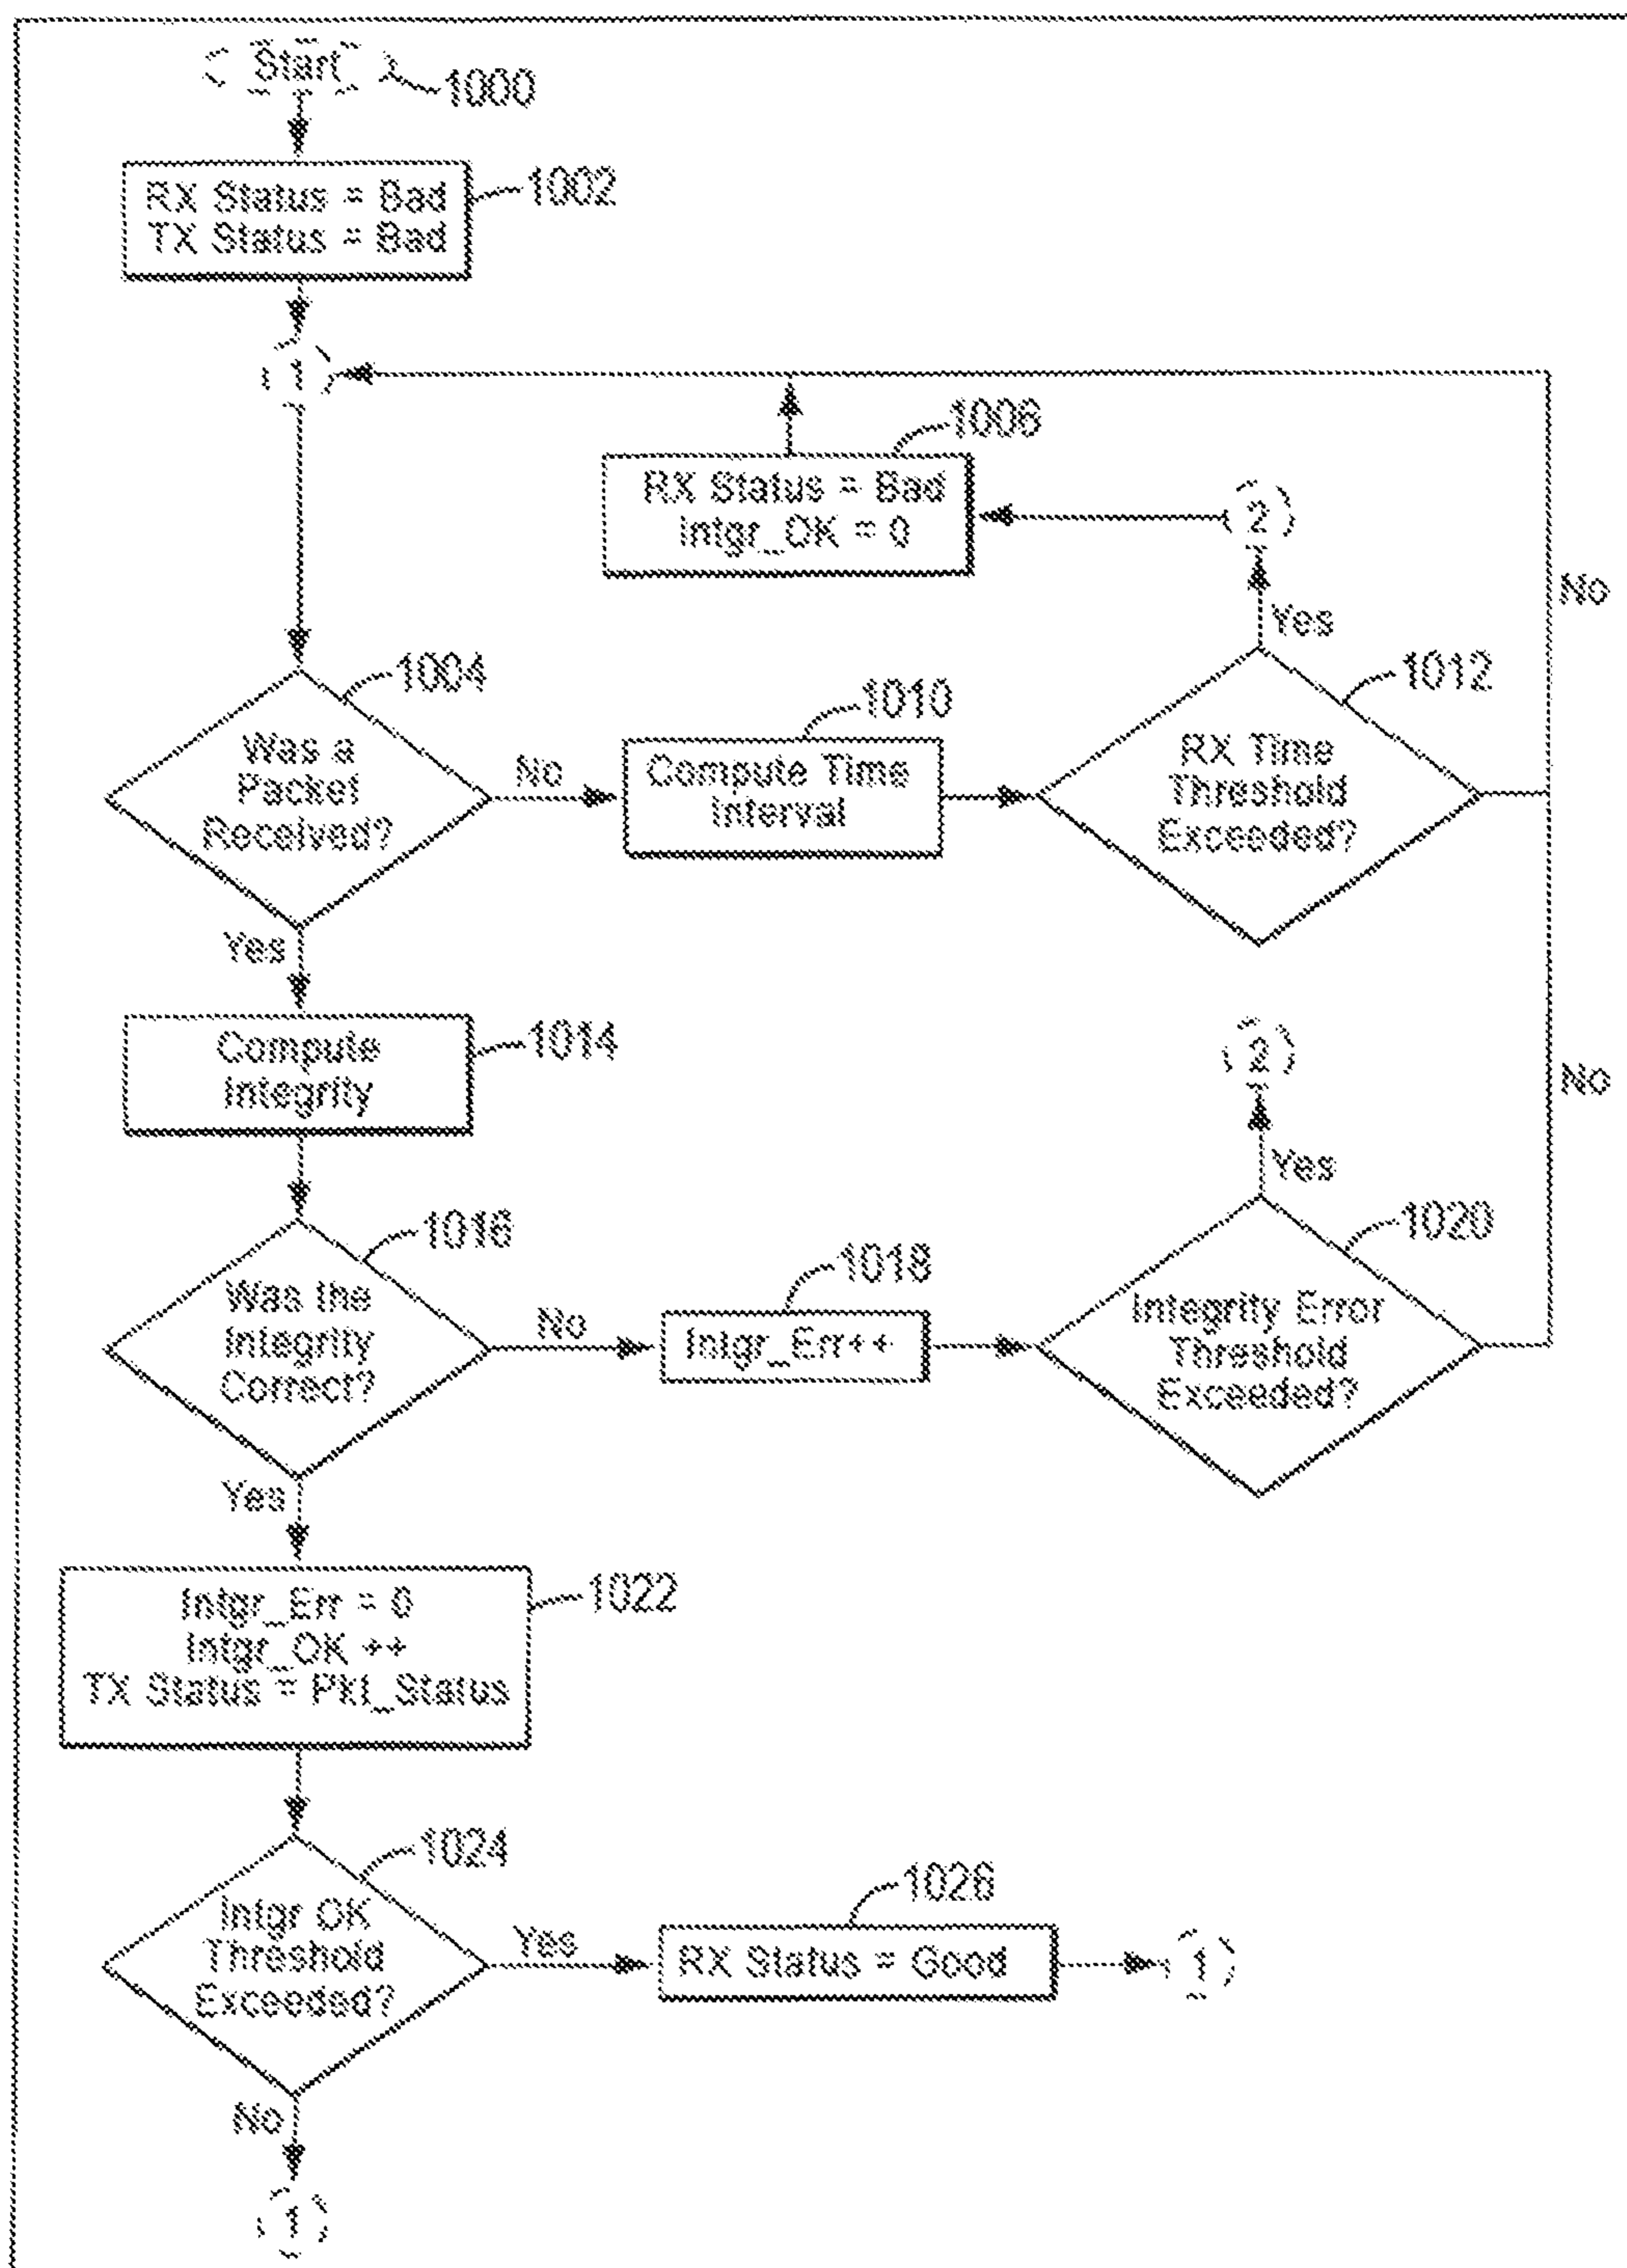 Start
1000
RX Status = Bad
TX Status = Bad
1002
1
1006
RX Status = Bad
Intgr_OK = 0
2
No
Yes
1004
Was a
Packet
Received?
No
1010
Compute Time
Interval
1012
RX Time
Threshold
Exceeded?
Yes
Compute
Integrity
1014
2
No
Yes
1016
Was the
Integrity
Correct?
No
1018
Intgr_Err++
1020
Integrity Error
Threshold
Exceeded?
Yes
Intgr_Err = 0
Intgr_OK ++
TX Status = Pkt_Status
1022
1024
Intgr OK
Threshold
Exceeded?
Yes
1026
RX Status = Good
1
No
1